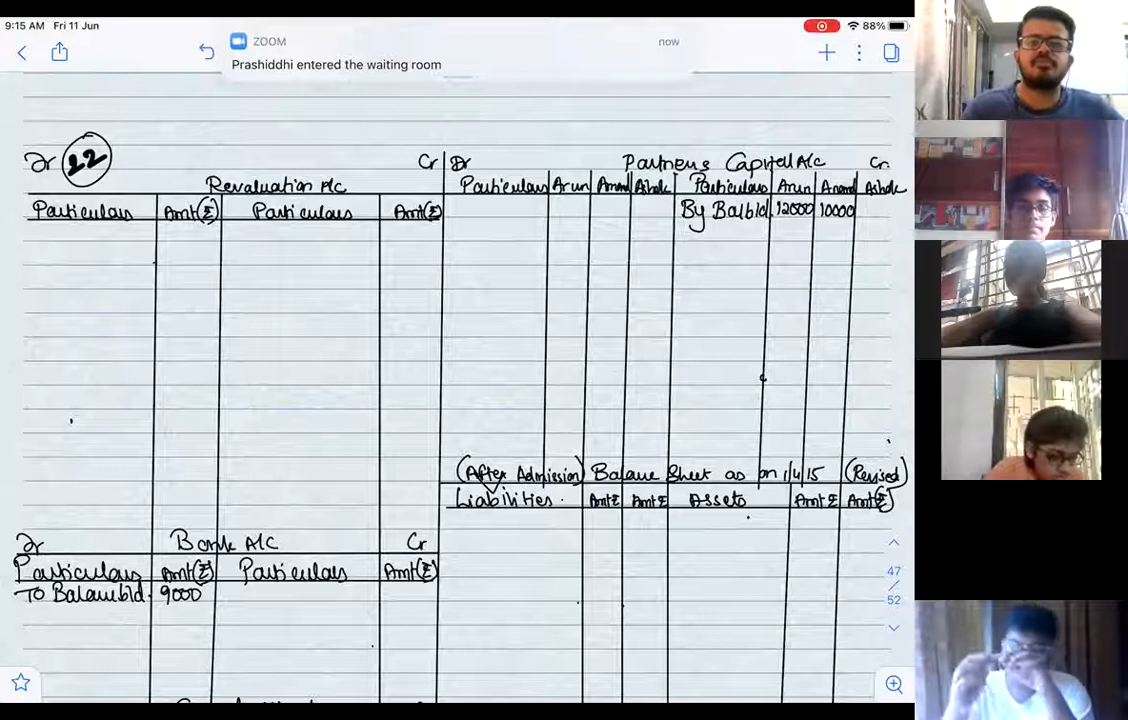 9:15 AM Fri 11 Jun
88%
ZOOM
now
Prashiddhi entered the waiting room
Dr 22 Cr
Revaluation A/c
Particulars Amt(₹) Particulars Amt(₹)
Dr Partners Capital A/c Cr
Particulars Arun Anand Ashok Particulars Arun Anand Ashok
By Bal b/d. 12000 10000
(After Admission) Balance Sheet as on 1/4/15 (Revised)
Liabilities Amt₹ Amt₹ Assets Amt₹ Amt(₹)
Dr Bank A/c Cr
Particulars Amt(₹) Particulars Amt(₹)
To Balance b/d. 9000
47
/
52